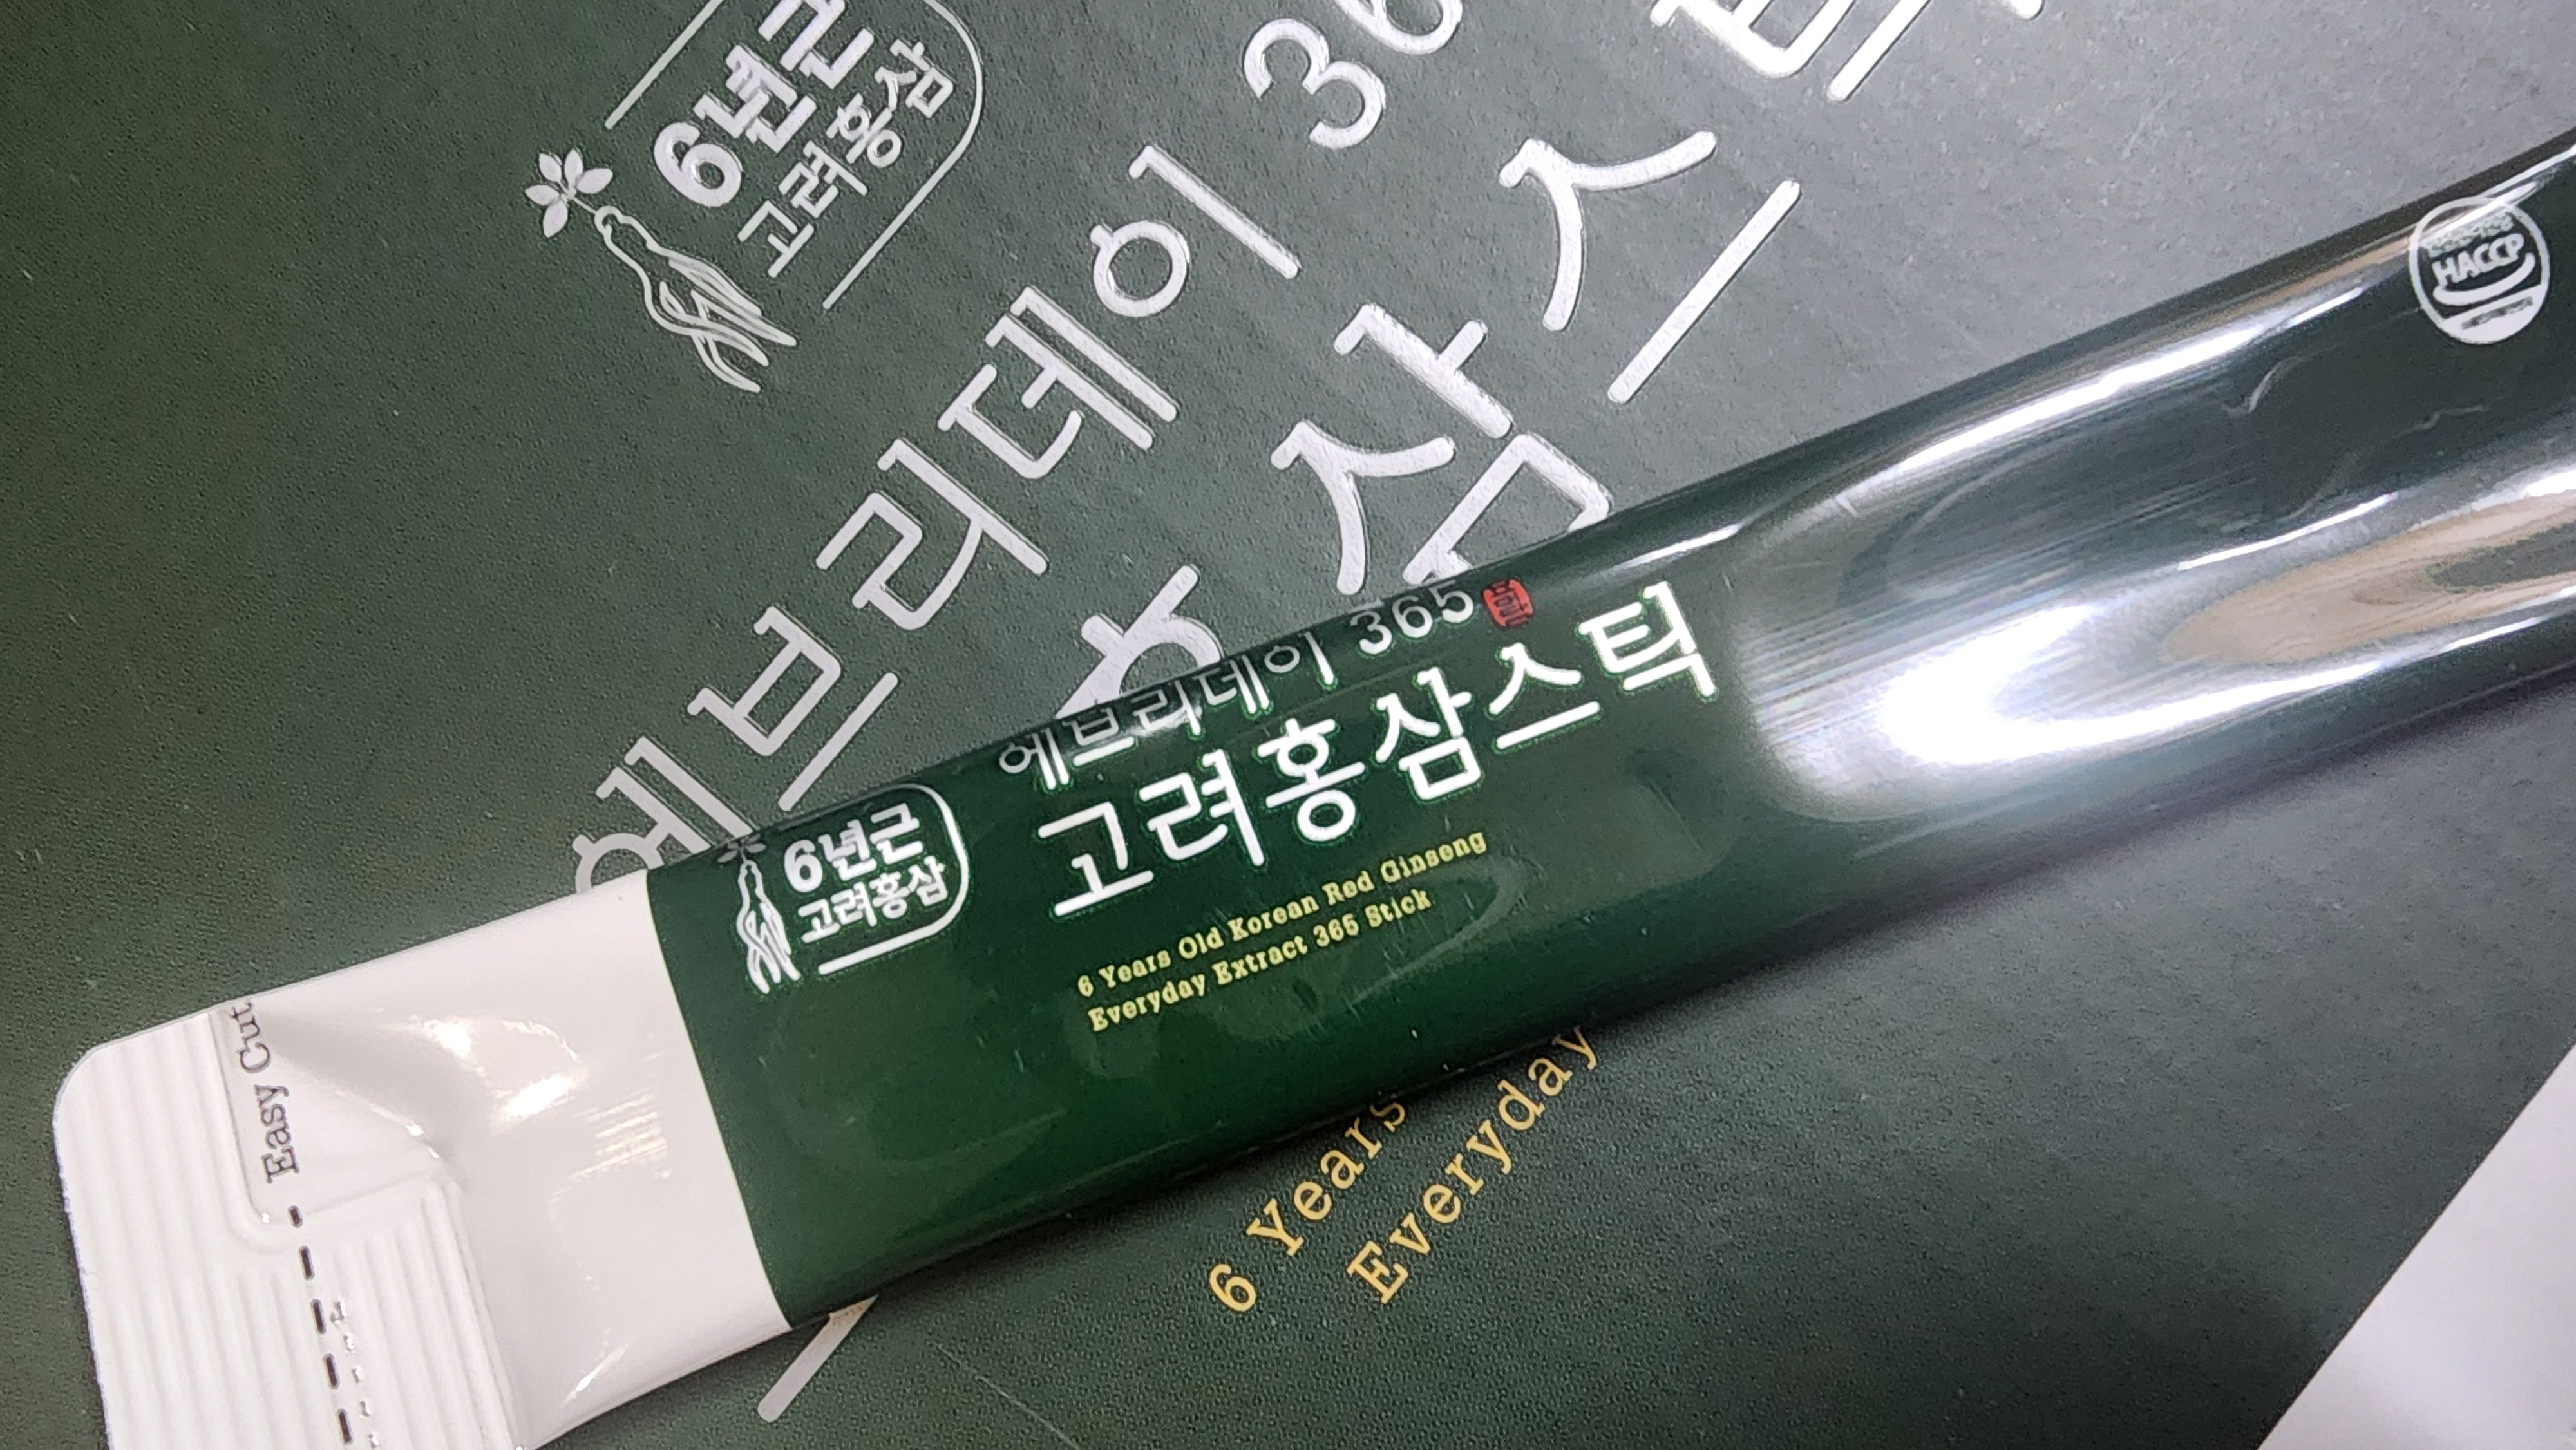 6년근
고려홍삼
에브리데이 36
삼스
6년근
고려홍삼
에브리데이 365
고려홍삼스틱
6 Years Old Korean Red Ginseng
Everyday Extract 365 Stick
HACCP
Easy Cut
6 Years
Everyday